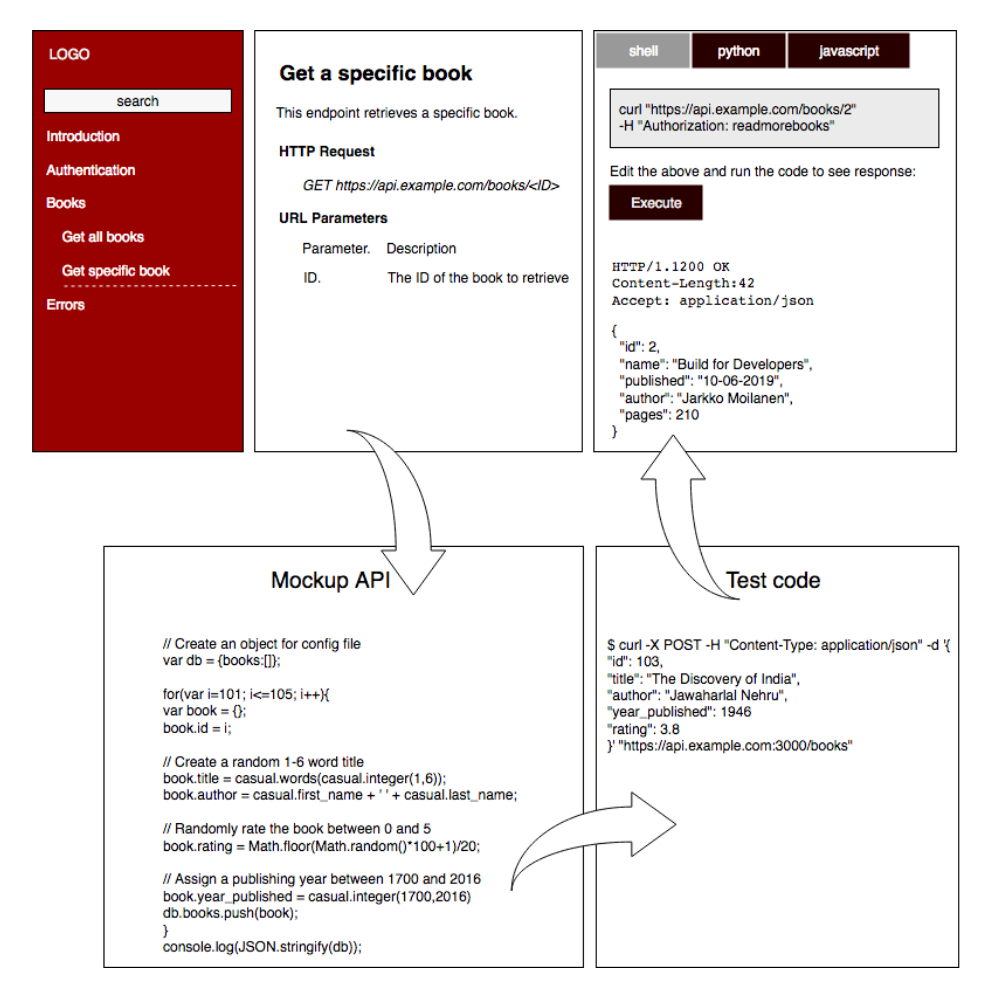 LOGO
search
Introduction
Authentication
Books
Get all books
Get specific book
Errors
Get a specific book
This endpoint retrieves a specific book.
HTTP Request
GET https://api.example.com/books/<ID>
URL Parameters
Parameter. Description
ID. The ID of the book to retrieve
shell python javascript
curl "https://api.example.com/books/2"
-H "Authorization: readmorebooks"
Edit the above and run the code to see response:
Execute
HTTP/1.1200 OK
Content-Length:42
Accept: application/json
{
"id": 2,
"name": "Build for Developers",
"published": "10-06-2019",
"author": "Jarkko Moilanen",
"pages": 210
}
Mockup API
// Create an object for config file
var db = {books:[]};
for(var i=101; i<=105; i++){
var book = {};
book.id = i;
// Create a random 1-6 word title
book.title = casual.words(casual.integer(1,6));
book.author = casual.first_name + ' ' + casual.last_name;
// Randomly rate the book between 0 and 5
book.rating = Math.floor(Math.random()*100+1)/20;
// Assign a publishing year between 1700 and 2016
book.year_published = casual.integer(1700,2016)
db.books.push(book);
}
console.log(JSON.stringify(db));
Test code
$ curl -X POST -H "Content-Type: application/json" -d '{
"id": 103,
"title": "The Discovery of India",
"author": "Jawaharlal Nehru",
"year_published": 1946
"rating": 3.8
}' "https://api.example.com:3000/books"